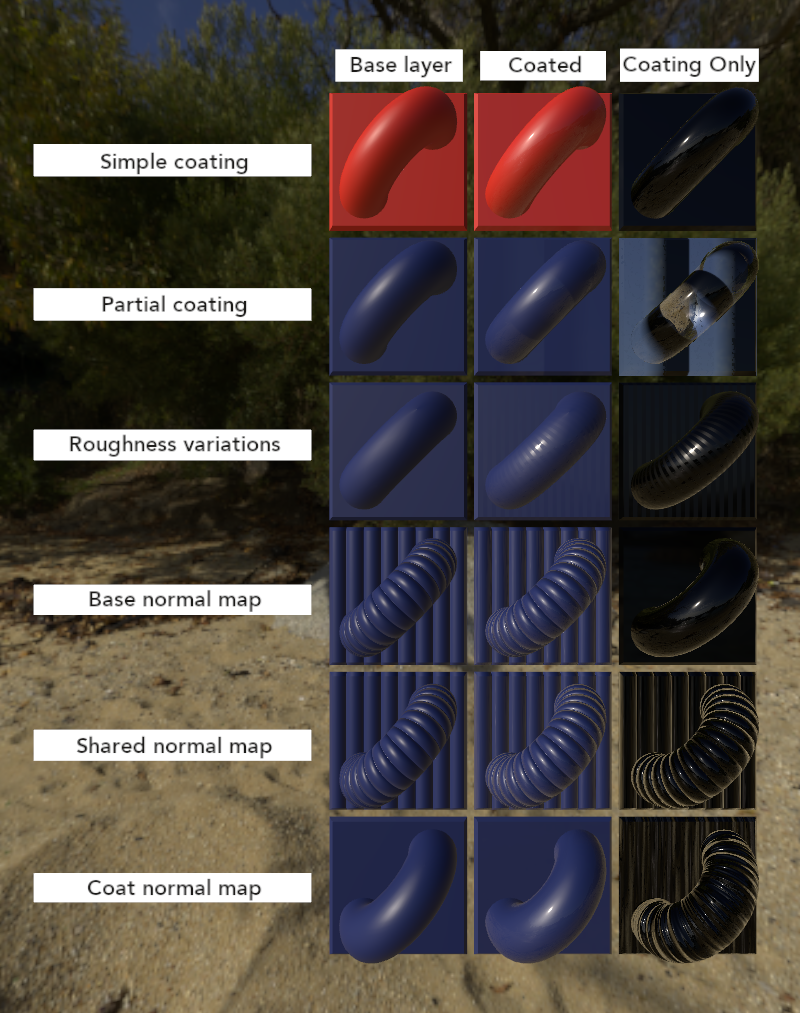 Base layer
Coated
Coating Only
Simple coating
Partial coating
Roughness variations
Base normal map
Shared normal map
Coat normal map